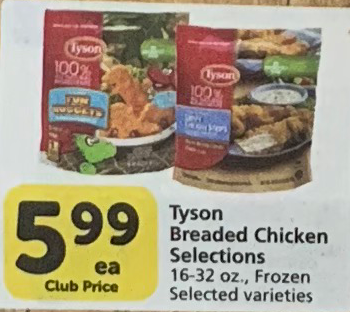 Tyson
100%
FUN
NUGGETS
Tyson
100%
5.99
ea
Club Price
Tyson
Breaded Chicken
Selections
16-32 oz., Frozen
Selected varieties